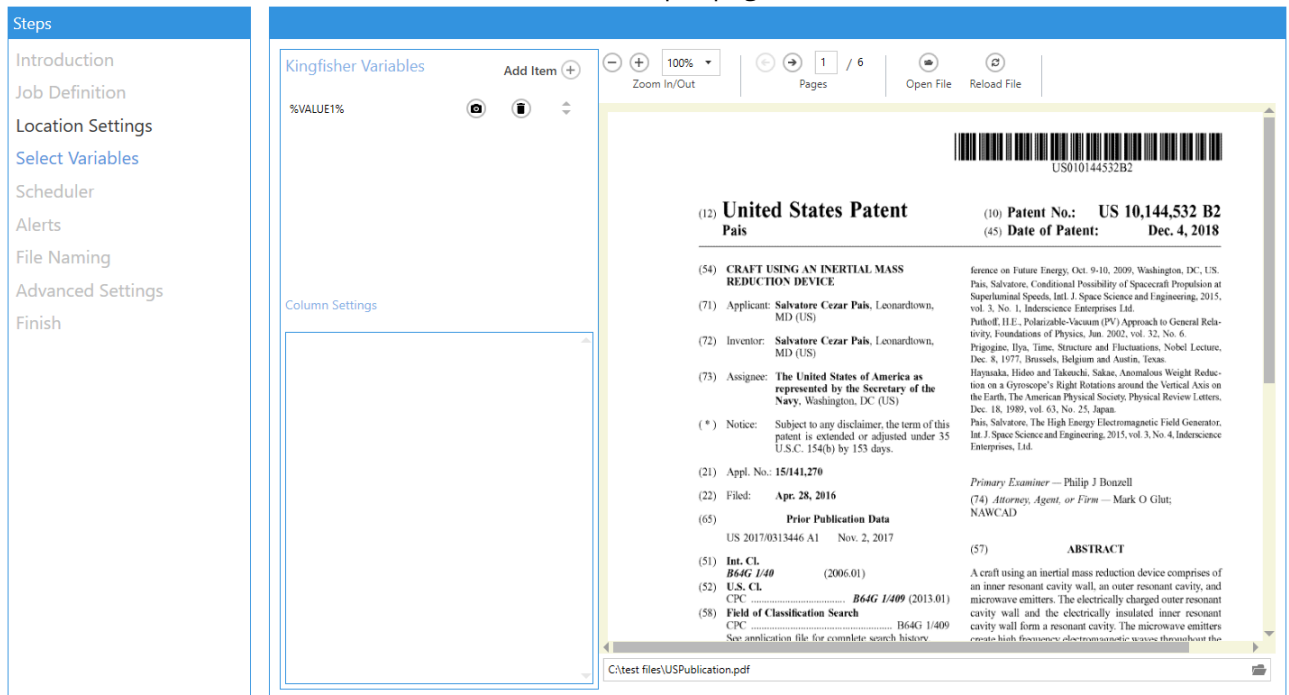 Steps
Introduction
Job Definition
Location Settings
Select Variables
Scheduler
Alerts
File Naming
Advanced Settings
Finish
Kingfisher Variables
Add Item
%VALUE1%
Column Settings
100%
1 / 6
Zoom In/Out
Pages
Open File
Reload File
US010144532B2
(12) United States Patent
Pais
(10) Patent No.: US 10,144,532 B2
(45) Date of Patent: Dec. 4, 2018
(54) CRAFT USING AN INERTIAL MASS
REDUCTION DEVICE
(71) Applicant: Salvatore Cezar Pais, Leonardtown,
MD (US)
(72) Inventor: Salvatore Cezar Pais, Leonardtown,
MD (US)
(73) Assignee: The United States of America as
represented by the Secretary of the
Navy, Washington, DC (US)
( * ) Notice: Subject to any disclaimer, the term of this
patent is extended or adjusted under 35
U.S.C. 154(b) by 153 days.
(21) Appl. No.: 15/141,270
(22) Filed: Apr. 28, 2016
(65) Prior Publication Data
US 2017/0313446 A1 Nov. 2, 2017
(51) Int. Cl.
B64G 1/40 (2006.01)
(52) U.S. Cl.
CPC ..................................... B64G 1/409 (2013.01)
(58) Field of Classification Search
CPC ....................................................... B64G 1/409
See application file for complete search history.
ference on Future Energy, Oct. 9-10, 2009, Washington, DC, US.
Pais, Salvatore, Conditional Possibility of Spacecraft Propulsion at
Superluminal Speeds, Intl. J. Space Science and Engineering, 2015,
vol. 3, No. 1, Inderscience Enterprises Ltd.
Puthoff, H.E., Polarizable-Vacuum (PV) Approach to General Rela-
tivity, Foundations of Physics, Jun. 2002, vol. 32, No. 6.
Prigogine, Ilya, Time, Structure and Fluctuations, Nobel Lecture,
Dec. 8, 1977, Brussels, Belgium and Austin, Texas.
Hayasaka, Hideo and Takeuchi, Sakae, Anomalous Weight Reduc-
tion on a Gyroscope's Right Rotations around the Vertical Axis on
the Earth, The American Physical Society, Physical Review Letters,
Dec. 18, 1989, vol. 63, No. 25, Japan.
Pais, Salvatore, The High Energy Electromagnetic Field Generator,
Int. J. Space Science and Engineering, 2015, vol. 3, No. 4, Inderscience
Enterprises, Ltd.
Primary Examiner — Philip J Bonzell
(74) Attorney, Agent, or Firm — Mark O Glut;
NAWCAD
(57) ABSTRACT
A craft using an inertial mass reduction device comprises of
an inner resonant cavity wall, an outer resonant cavity, and
microwave emitters. The electrically charged outer resonant
cavity wall and the electrically insulated inner resonant
cavity wall form a resonant cavity. The microwave emitters
create high frequency electromagnetic waves throughout the
C:\test files\USPublication.pdf